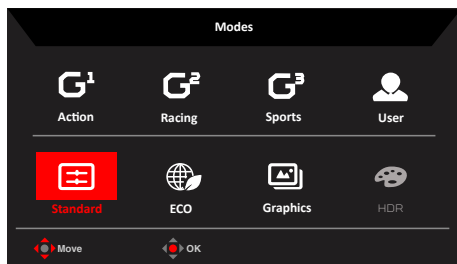 Modes
G¹ G² G³
Action Racing Sports User
Standard ECO Graphics HDR
Move OK